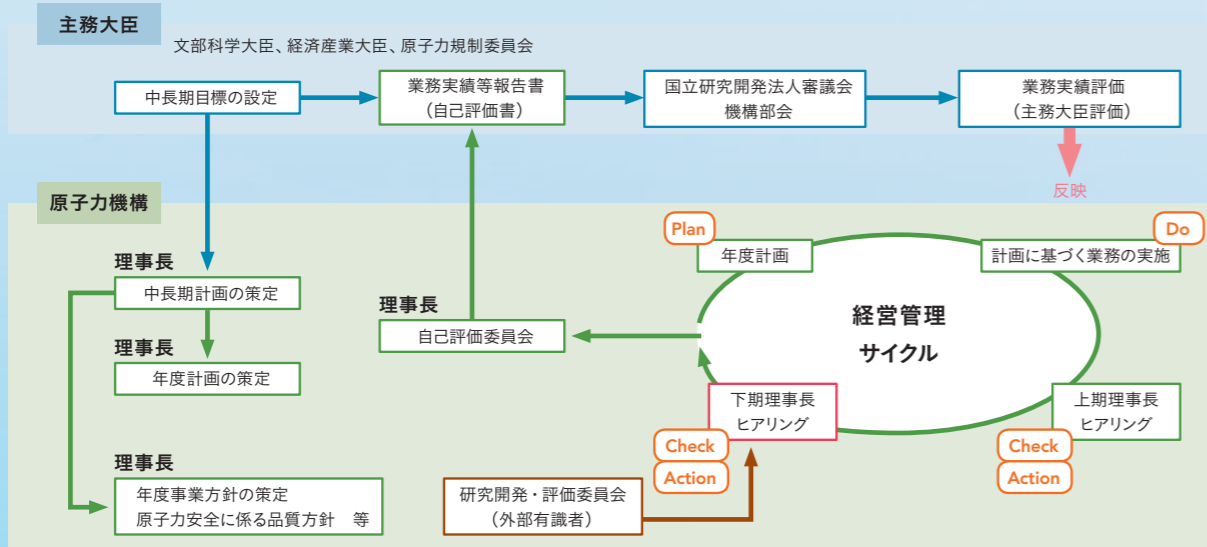 主務大臣
文部科学大臣、経済産業大臣、原子力規制委員会
中長期目標の設定
業務実績等報告書
（自己評価書）
国立研究開発法人審議会
機構部会
業務実績評価
（主務大臣評価）
反映
原子力機構
理事長
中長期計画の策定
理事長
年度計画の策定
理事長
年度事業方針の策定
原子力安全に係る品質方針　等
理事長
自己評価委員会
Plan
年度計画
Do
計画に基づく業務の実施
経営管理
サイクル
下期理事長
ヒアリング
Check
Action
上期理事長
ヒアリング
Check
Action
研究開発・評価委員会
（外部有識者）